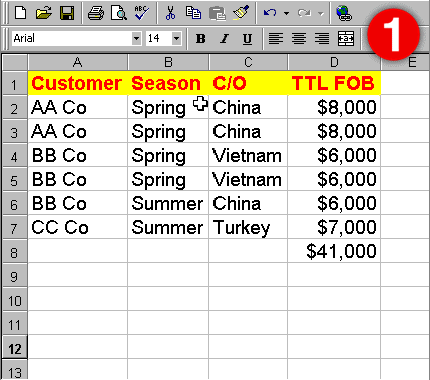 Arial 14 B I U 1
A B C D E
1 Customer Season C/O TTL FOB
2 AA Co Spring China $8,000
3 AA Co Spring China $8,000
4 BB Co Spring Vietnam $6,000
5 BB Co Spring Vietnam $6,000
6 BB Co Summer China $6,000
7 CC Co Summer Turkey $7,000
8 $41,000
9
10
11
12
13